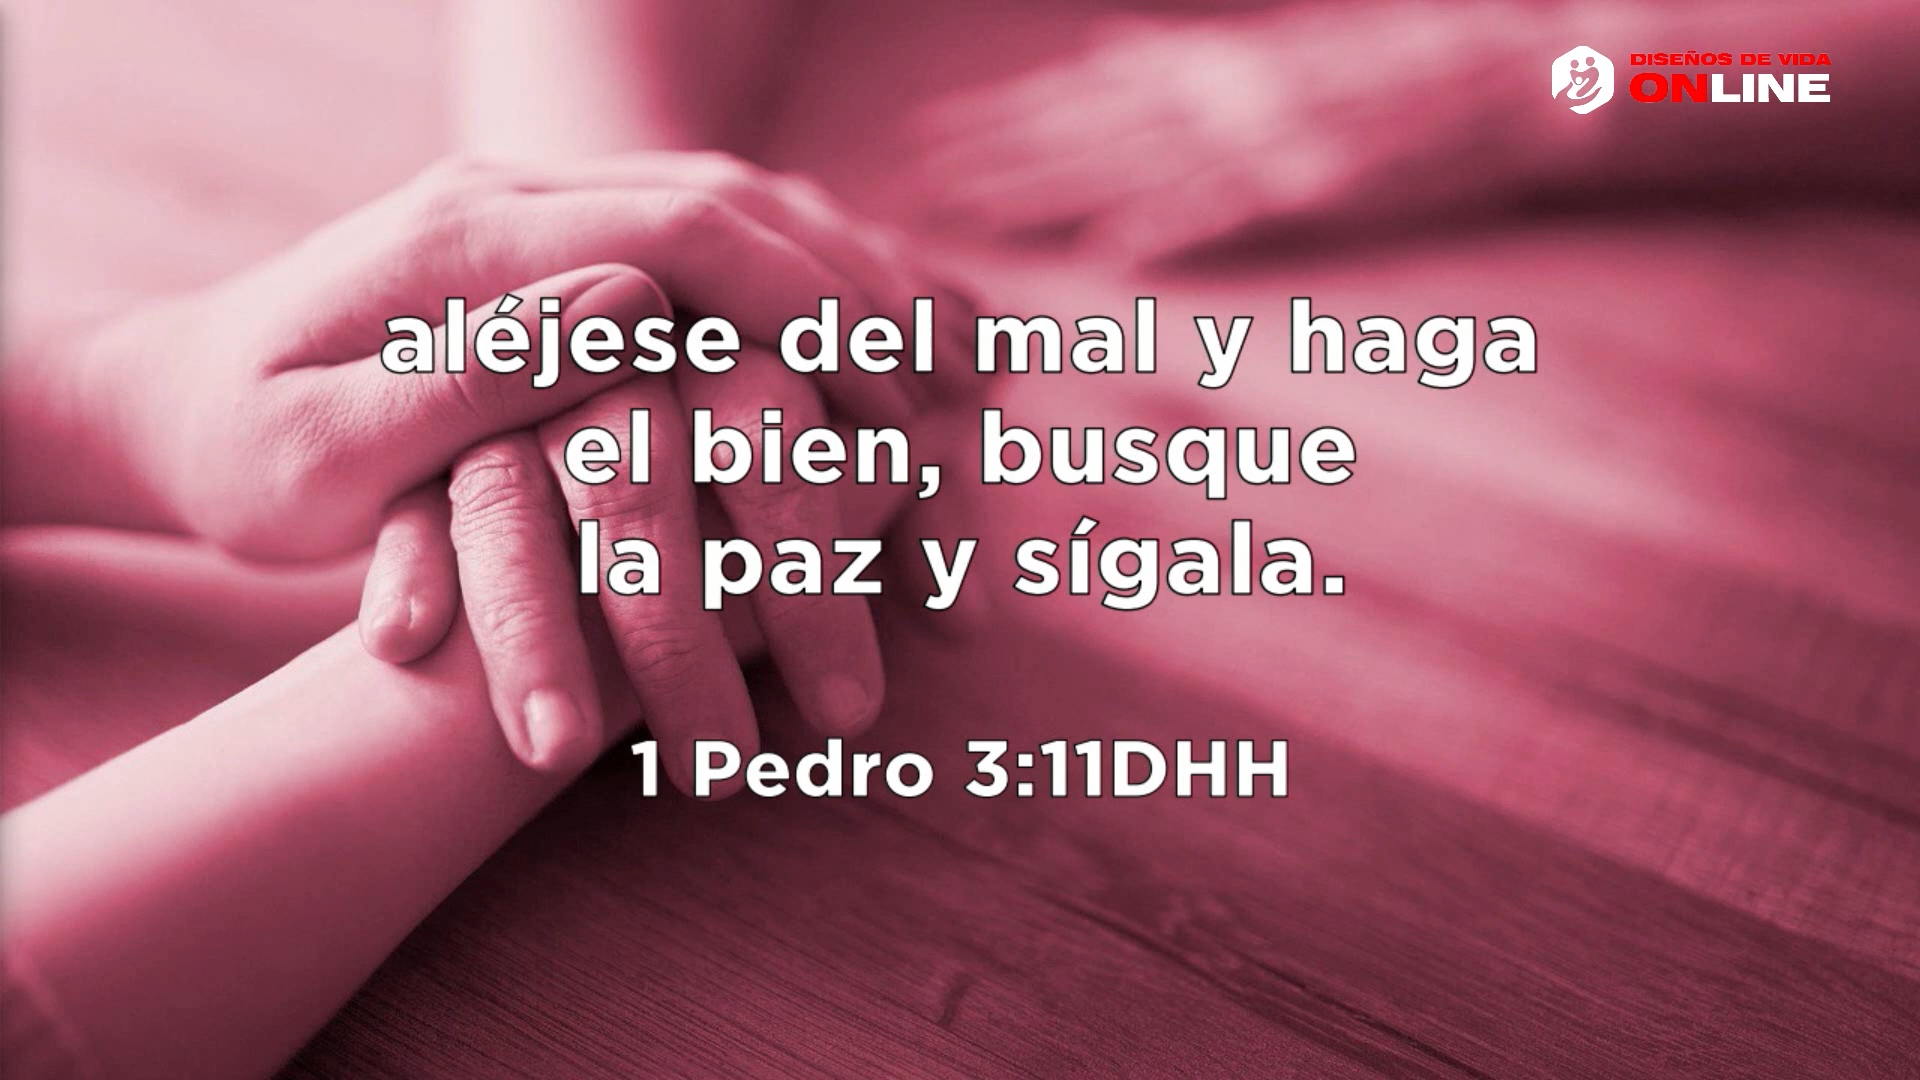 DISEÑOS DE VIDA
ONLINE
aléjese del mal y haga
el bien, busque
la paz y sígala.
1 Pedro 3:11DHH